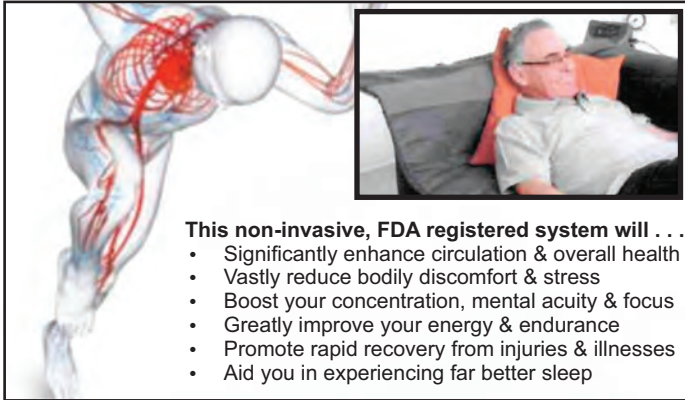 This non-invasive, FDA registered system will . . .
• Significantly enhance circulation & overall health
• Vastly reduce bodily discomfort & stress
• Boost your concentration, mental acuity & focus
• Greatly improve your energy & endurance
• Promote rapid recovery from injuries & illnesses
• Aid you in experiencing far better sleep